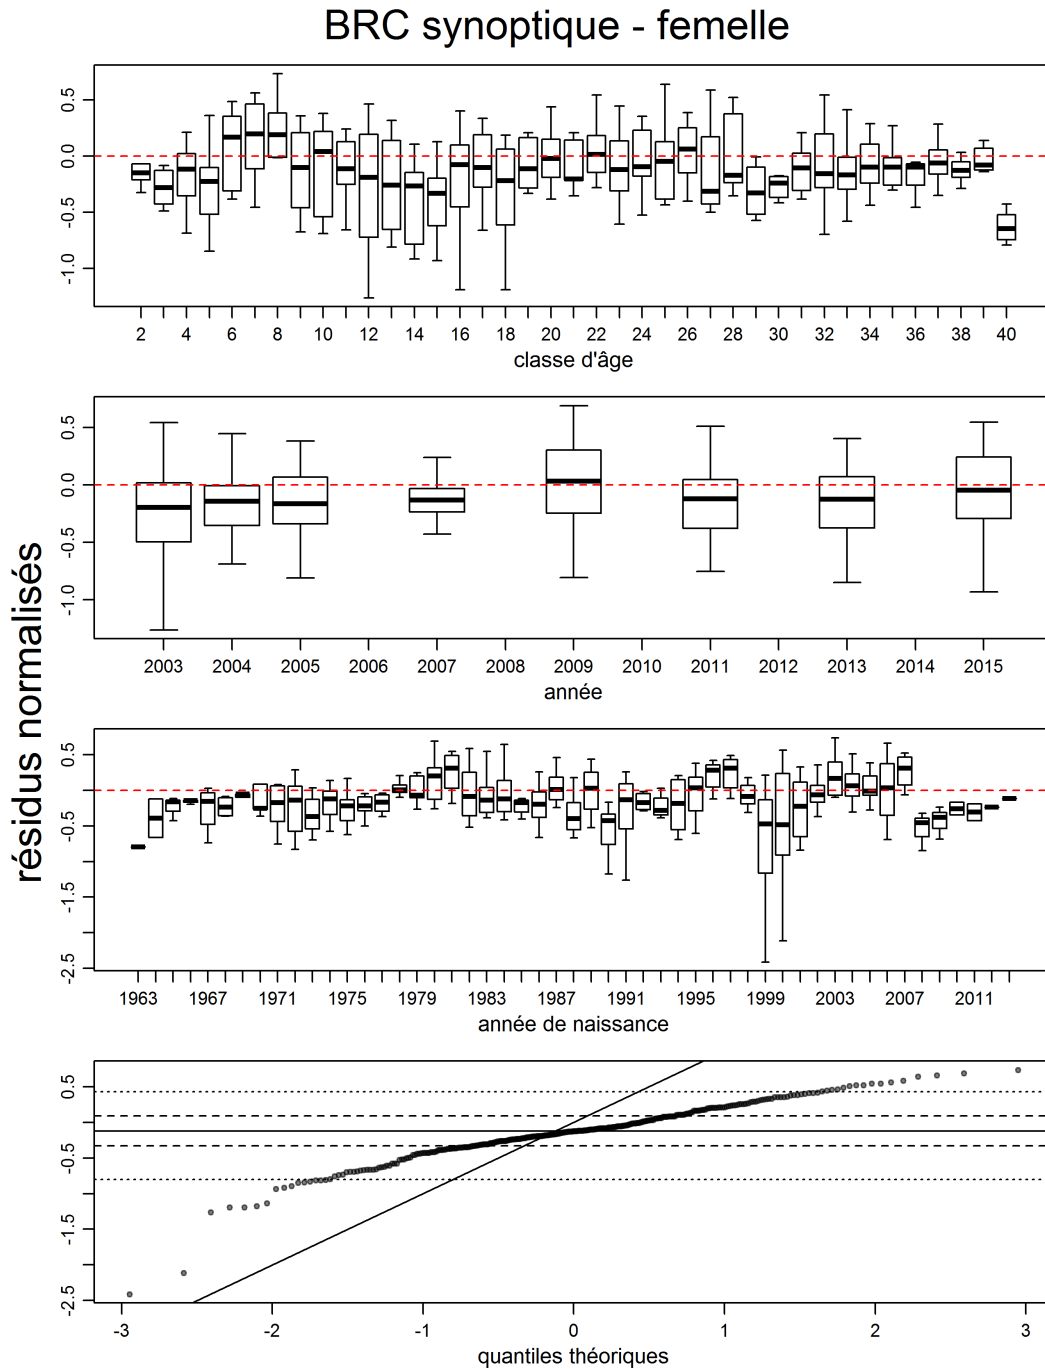 BRC synoptique - femelle
résidus normalisés
0.5
0.0
-0.5
-1.0
2 4 6 8 10 12 14 16 18 20 22 24 26 28 30 32 34 36 38 40
classe d'âge
0.5
0.0
-0.5
-1.0
2003 2004 2005 2006 2007 2008 2009 2010 2011 2012 2013 2014 2015
année
0.5
-0.5
-1.5
-2.5
1963 1967 1971 1975 1979 1983 1987 1991 1995 1999 2003 2007 2011
année de naissance
0.5
-0.5
-1.5
-2.5
-3 -2 -1 0 1 2 3
quantiles théoriques